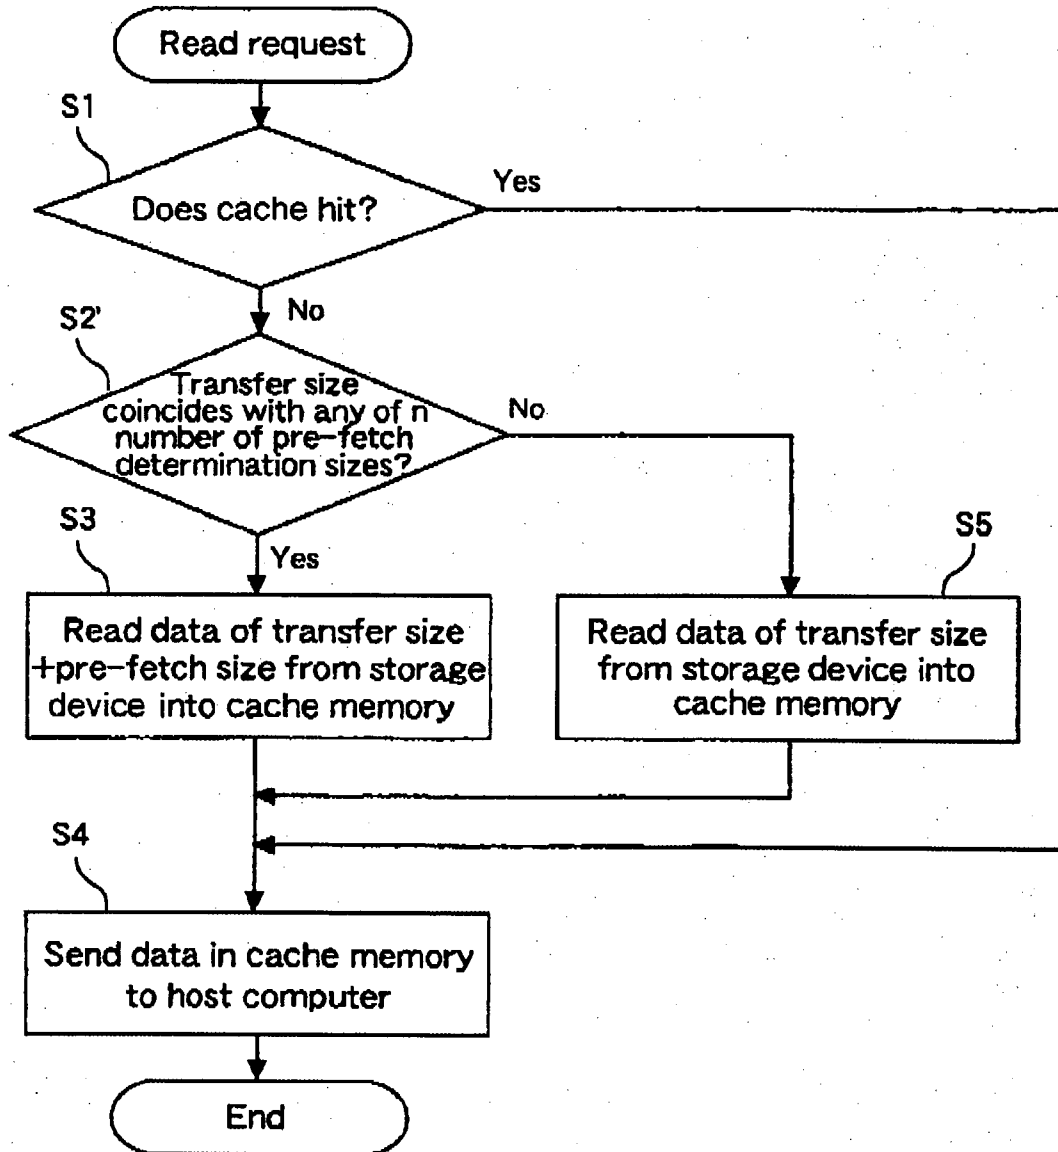 Read request
S1
Does cache hit?
Yes
No
S2'
Transfer size
coincides with any of n
number of pre-fetch
determination sizes?
No
Yes
S3
Read data of transfer size
+pre-fetch size from storage
device into cache memory
S5
Read data of transfer size
from storage device into
cache memory
S4
Send data in cache memory
to host computer
End